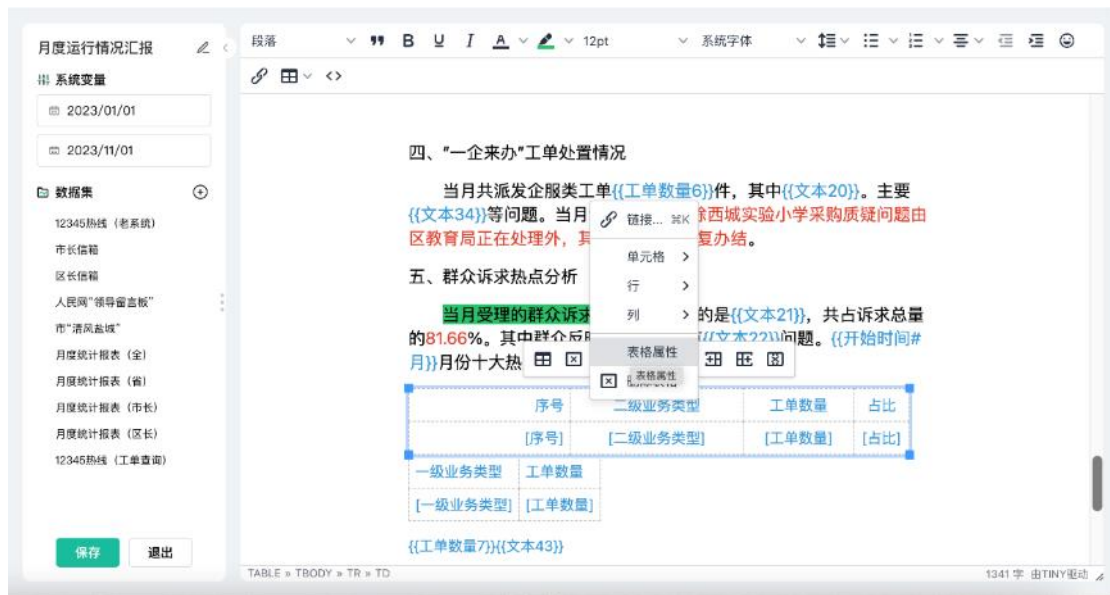 月度运行情况汇报
系统变量
2023/01/01
2023/11/01
数据集
12345热线（老系统）
市长信箱
区长信箱
人民网"领导留言板"
市"清风盐城"
月度统计报表（全）
月度统计报表（省）
月度统计报表（市长）
月度统计报表（区长）
12345热线（工单查询）
保存 退出
段落 B U I A 12pt 系统字体
四、"一企来办"工单处置情况
当月共派发企服类工单{{工单数量6}}件，其中{{文本20}}。主要
{{文本34}}等问题。当月 余西城实验小学采购质疑问题由
区教育局正在处理外， 复办结。
五、群众诉求热点分析
当月受理的群众诉求 的是{{文本21}}，共占诉求总量
的81.66%。其中群众反 {{文本22}}问题。{{开始时间#
月}}月份十大热
链接... ⌘K
单元格
行
列
表格属性
表格属性
删除表格
序号 二级业务类型 工单数量 占比
[序号] [二级业务类型] [工单数量] [占比]
一级业务类型 工单数量
[一级业务类型] [工单数量]
{{工单数量7}}{{文本43}}
TABLE » TBODY » TR » TD 1341 字 由TINY驱动